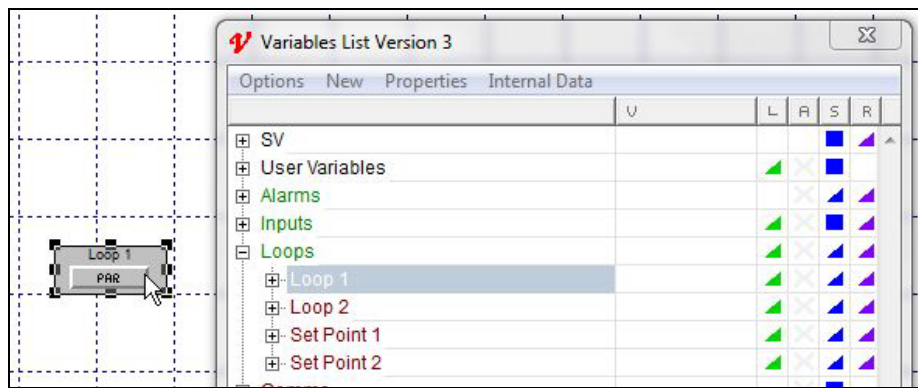 Variables List Version 3
Options New Properties Internal Data
V L A S R
SV
User Variables
Alarms
Inputs
Loops
Loop 1
Loop 2
Set Point 1
Set Point 2
Loop 1
PAR